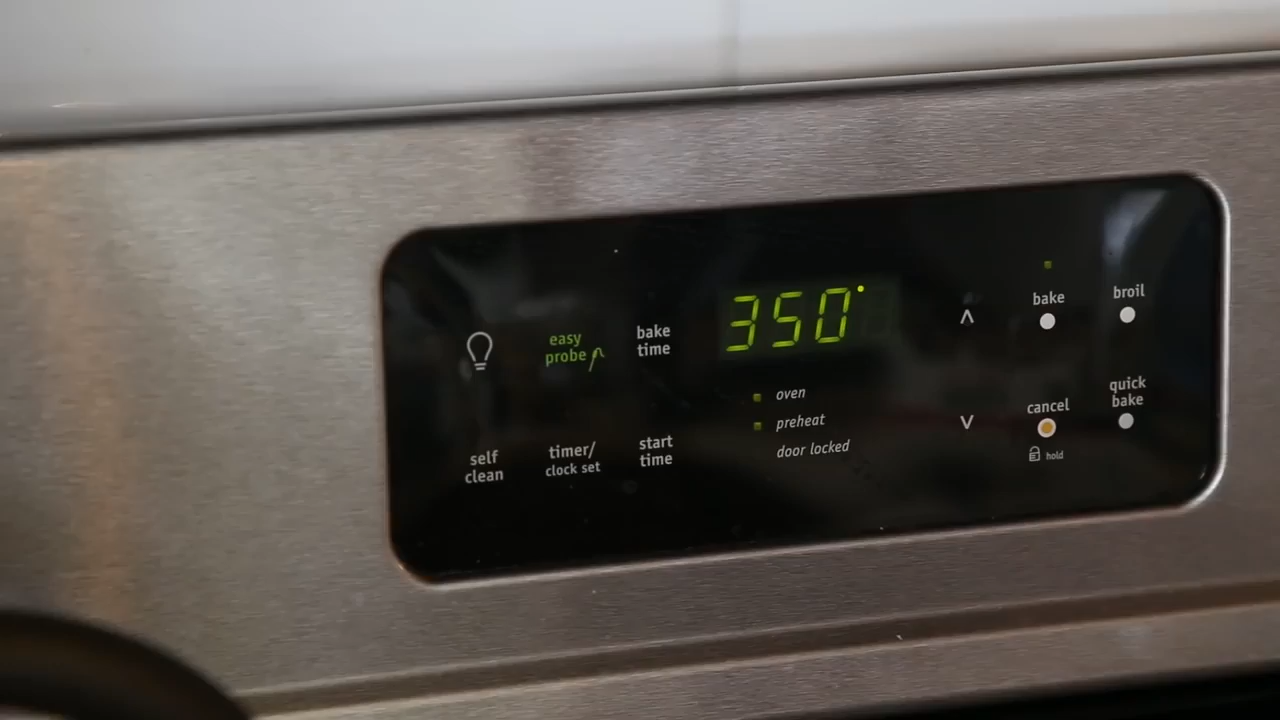 350°
bake
broil
easy
probe
bake
time
oven
preheat
door locked
self
clean
timer/
clock set
start
time
cancel
hold
quick
bake